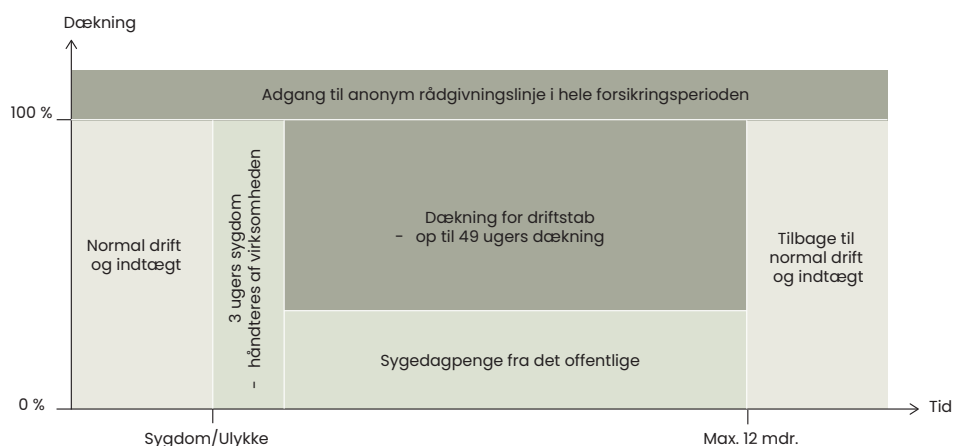 Dækning
Adgang til anonym rådgivningslinje i hele forsikringsperioden
100 %
Normal drift
og indtægt
3 ugers sygdom
- håndteres af virksomheden
Dækning for driftstab
- op til 49 ugers dækning
Tilbage til
normal drift
og indtægt
Sygedagpenge fra det offentlige
0 %
Tid
Sygdom/Ulykke
Max. 12 mdr.